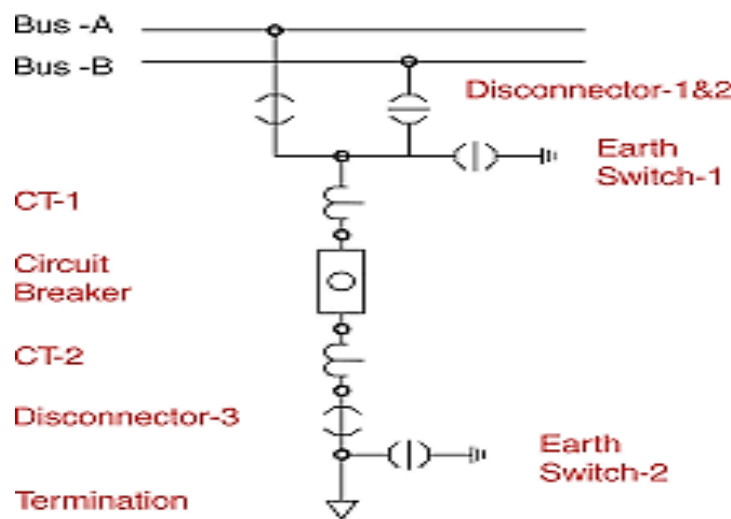 Bus -A
Bus -B
Disconnector-1&2
Earth
Switch-1
CT-1
Circuit
Breaker
CT-2
Disconnector-3
Earth
Switch-2
Termination